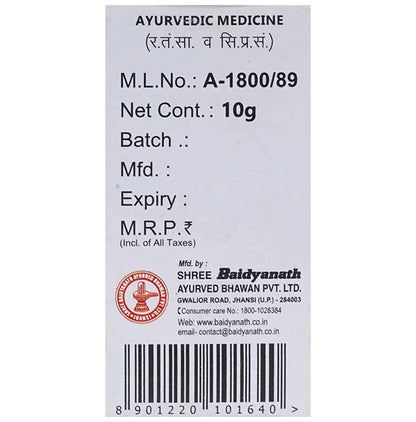 AYURVEDIC MEDICINE
(र.तं.सा. व सि.प्र.सं.)
M.L.No.: A-1800/89
Net Cont.: 10g
Batch .:
Mfd. :
Expiry :
M.R.P.₹
(Incl. of All Taxes)
Mfd. by :
SHREE Baidyanath
AYURVED BHAWAN PVT. LTD.
GWALIOR ROAD, JHANSI (U.P.) - 284003
Consumer care No.: 1800-1028384
Web: www.baidyanath.co.in
email- contact@baidyanath.co.in
8 901220 101640 >